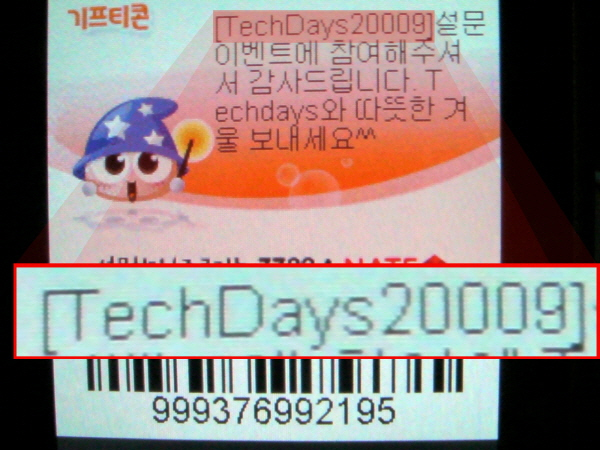 기프티콘
[TechDays20009]설문
이벤트에 참여해주셔
서 감사드립니다. T
echdays와 따뜻한 겨
울 보내세요^^
NATE
[TechDays20009]
999376992195